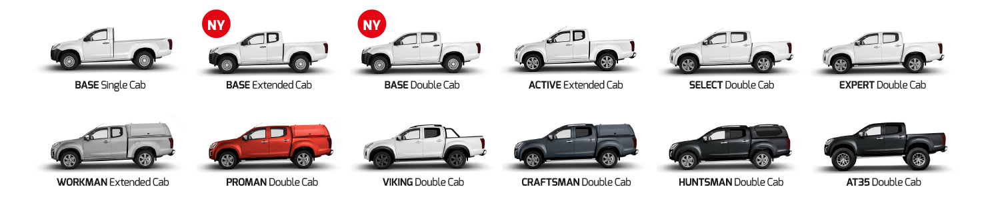 NY
NY
BASE Single Cab
BASE Extended Cab
BASE Double Cab
ACTIVE Extended Cab
SELECT Double Cab
EXPERT Double Cab
WORKMAN Extended Cab
PROMAN Double Cab
VIKING Double Cab
CRAFTSMAN Double Cab
HUNTSMAN Double Cab
AT35 Double Cab